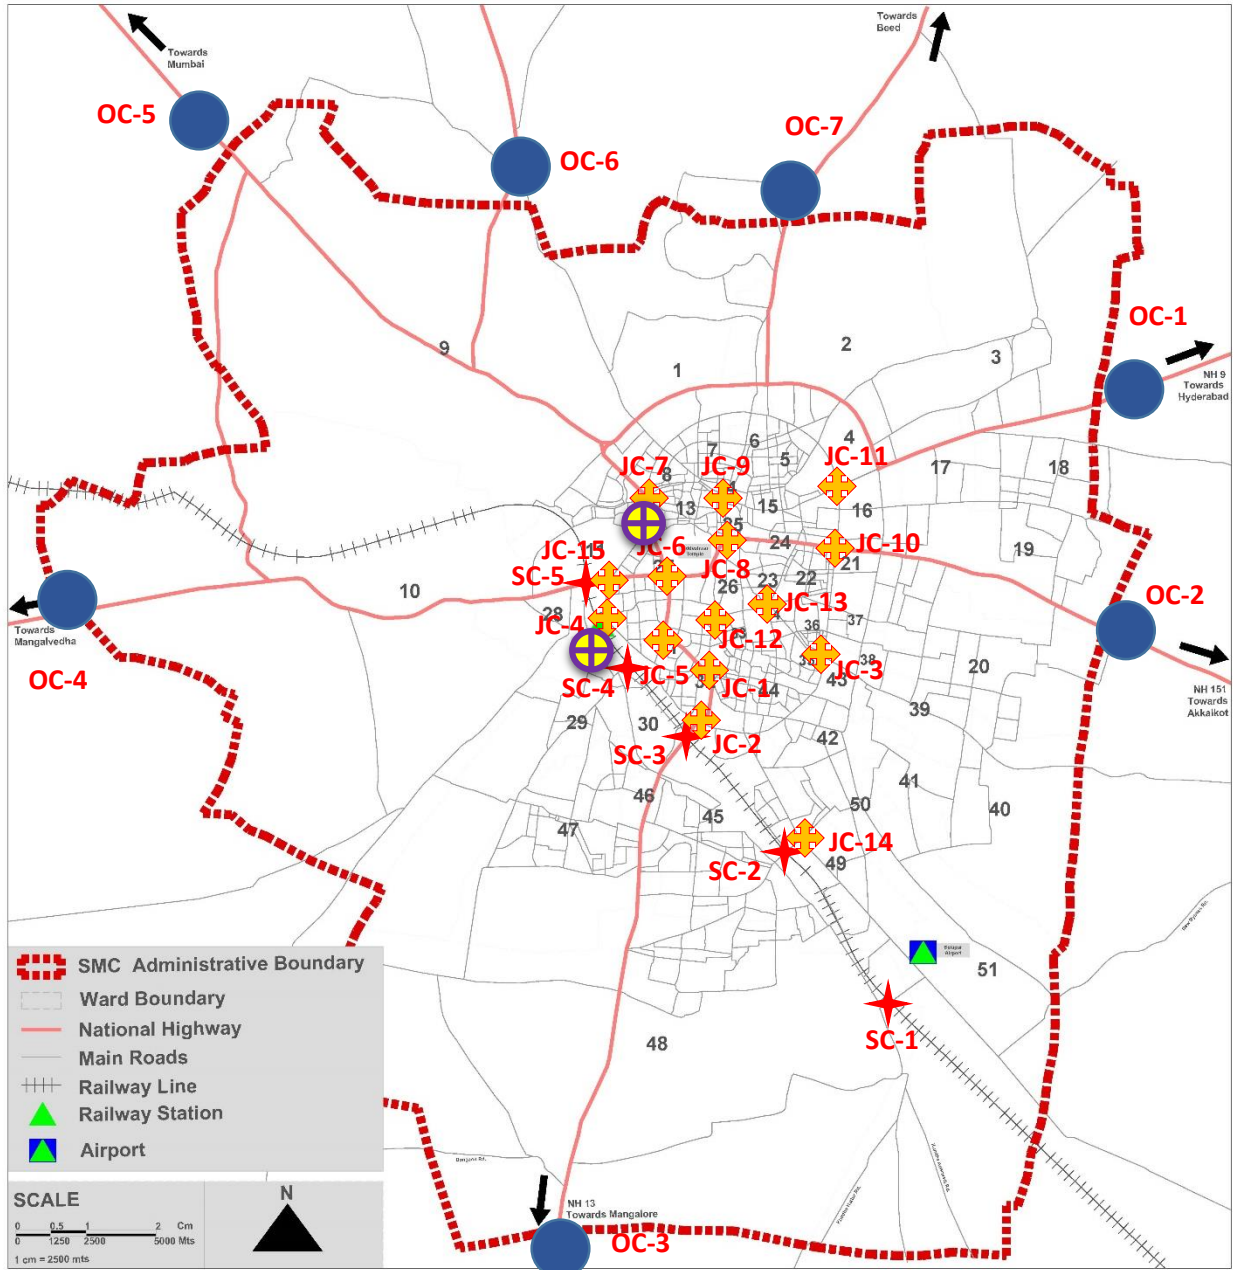 Towards
Beed
Towards
Mumbai
OC-5
OC-7
OC-6
OC-1
2
9
3
1
NH 9
Towards
Hyderabad
4
6
7
5
17
18
JC-7
JC-9
JC-11
8
13
15
16
25
24
19
JC-15
JC-6
JC-8
JC-10
21
SC-5
22
23
26
10
OC-2
JC-13
28
JC-4
36
37
JC-12
Towards
Mangalvedha
OC-4
SC-4
JC-5
JC-1
JC-3
38
20
43
44
NH 151
Towards
Akkalkot
29
30
39
SC-3
JC-2
42
46
41
45
50
40
47
JC-14
SC-2
49
51
SC-1
48
SMC Administrative Boundary
Ward Boundary
National Highway
Main Roads
Railway Line
Railway Station
Airport
SCALE
0 0.5 1 2 Cm
0 1250 2500 5000 Mts
1 cm = 2500 mts
N
NH 13
Towards Mangalore
OC-3